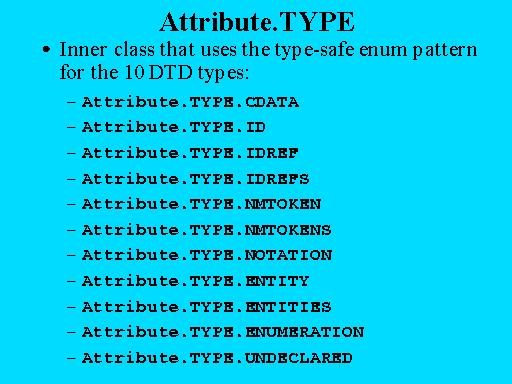 Attribute.TYPE
• Inner class that uses the type-safe enum pattern
for the 10 DTD types:
– Attribute.TYPE.CDATA
– Attribute.TYPE.ID
– Attribute.TYPE.IDREF
– Attribute.TYPE.IDREFS
– Attribute.TYPE.NMTOKEN
– Attribute.TYPE.NMTOKENS
– Attribute.TYPE.NOTATION
– Attribute.TYPE.ENTITY
– Attribute.TYPE.ENTITIES
– Attribute.TYPE.ENUMERATION
– Attribute.TYPE.UNDECLARED